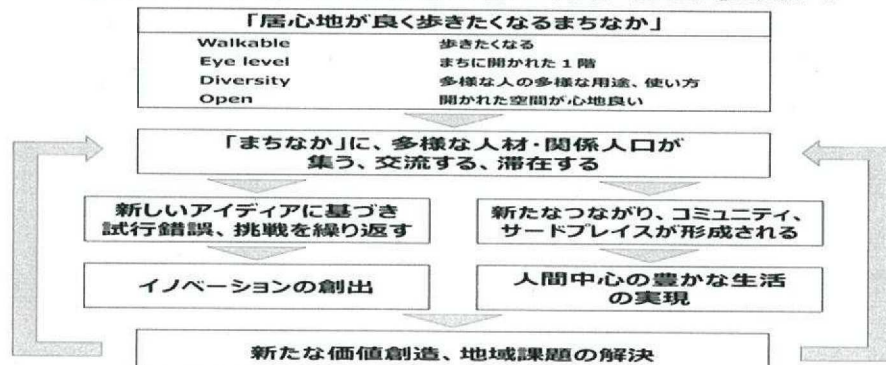 「居心地が良く歩きたくなるまちなか」
Walkable 歩きたくなる
Eye level まちに開かれた1階
Diversity 多様な人の多様な用途、使い方
Open 開かれた空間が心地良い
「まちなか」に、多様な人材・関係人口が
集う、交流する、滞在する
新しいアイディアに基づき
試行錯誤、挑戦を繰り返す
新たなつながり、コミュニティ、
サードプレイスが形成される
イノベーションの創出
人間中心の豊かな生活
の実現
新たな価値創造、地域課題の解決